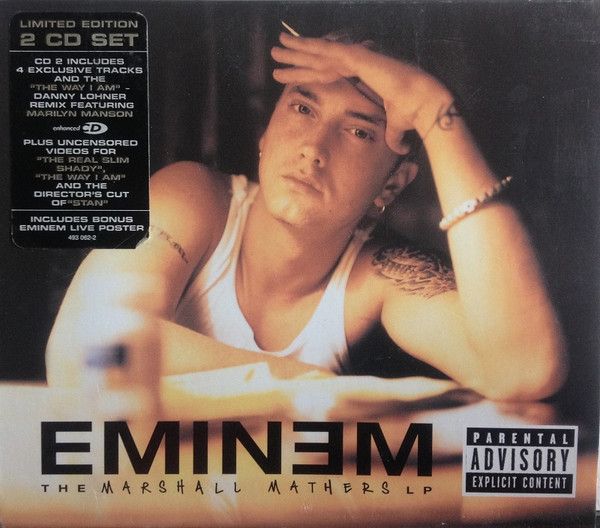 LIMITED EDITION
2 CD SET
CD 2 INCLUDES
4 EXCLUSIVE TRACKS
AND THE
"THE WAY I AM" -
DANNY LOHNER
REMIX FEATURING
MARILYN MANSON
enhanced CD
PLUS UNCENSORED
VIDEOS FOR
"THE REAL SLIM
SHADY",
"THE WAY I AM"
AND THE
DIRECTOR'S CUT
OF "STAN"
INCLUDES BONUS
EMINEM LIVE POSTER
493 062-2
EMINƎM
THE MARSHALL MATHERS LP
PARENTAL
ADVISORY
EXPLICIT CONTENT